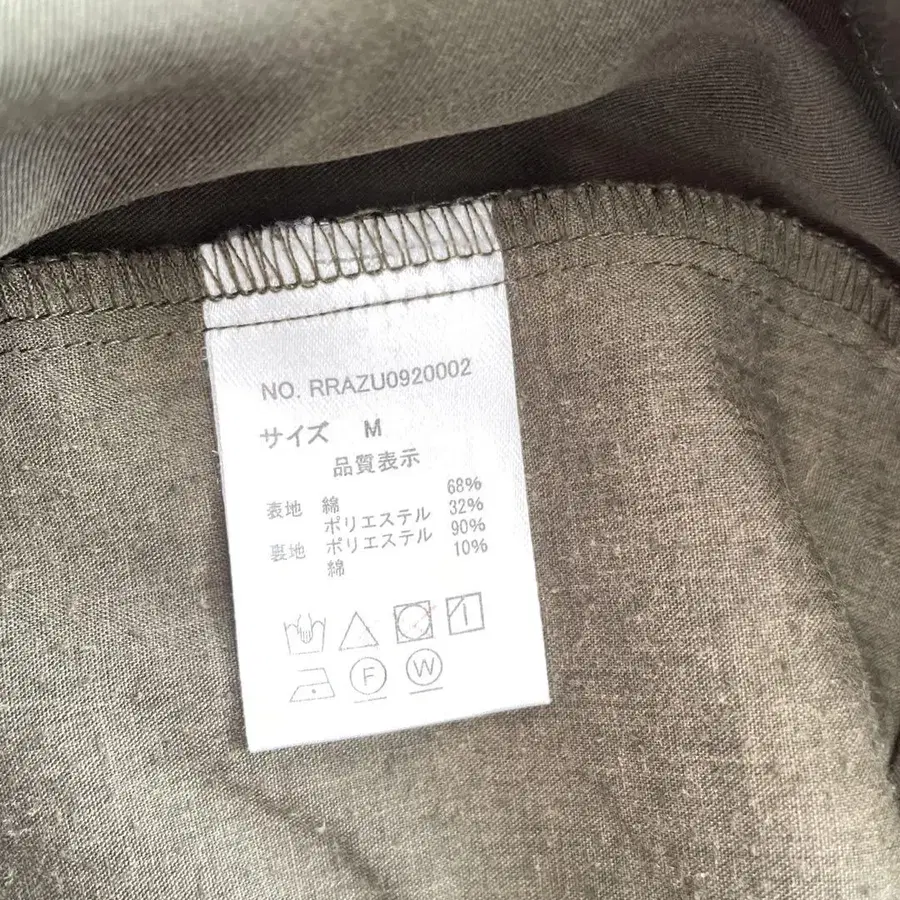 NO. RRAZU0920002
サイズ M
品質表示
表地 綿 68%
ポリエステル 32%
裏地 ポリエステル 90%
綿 10%
F W